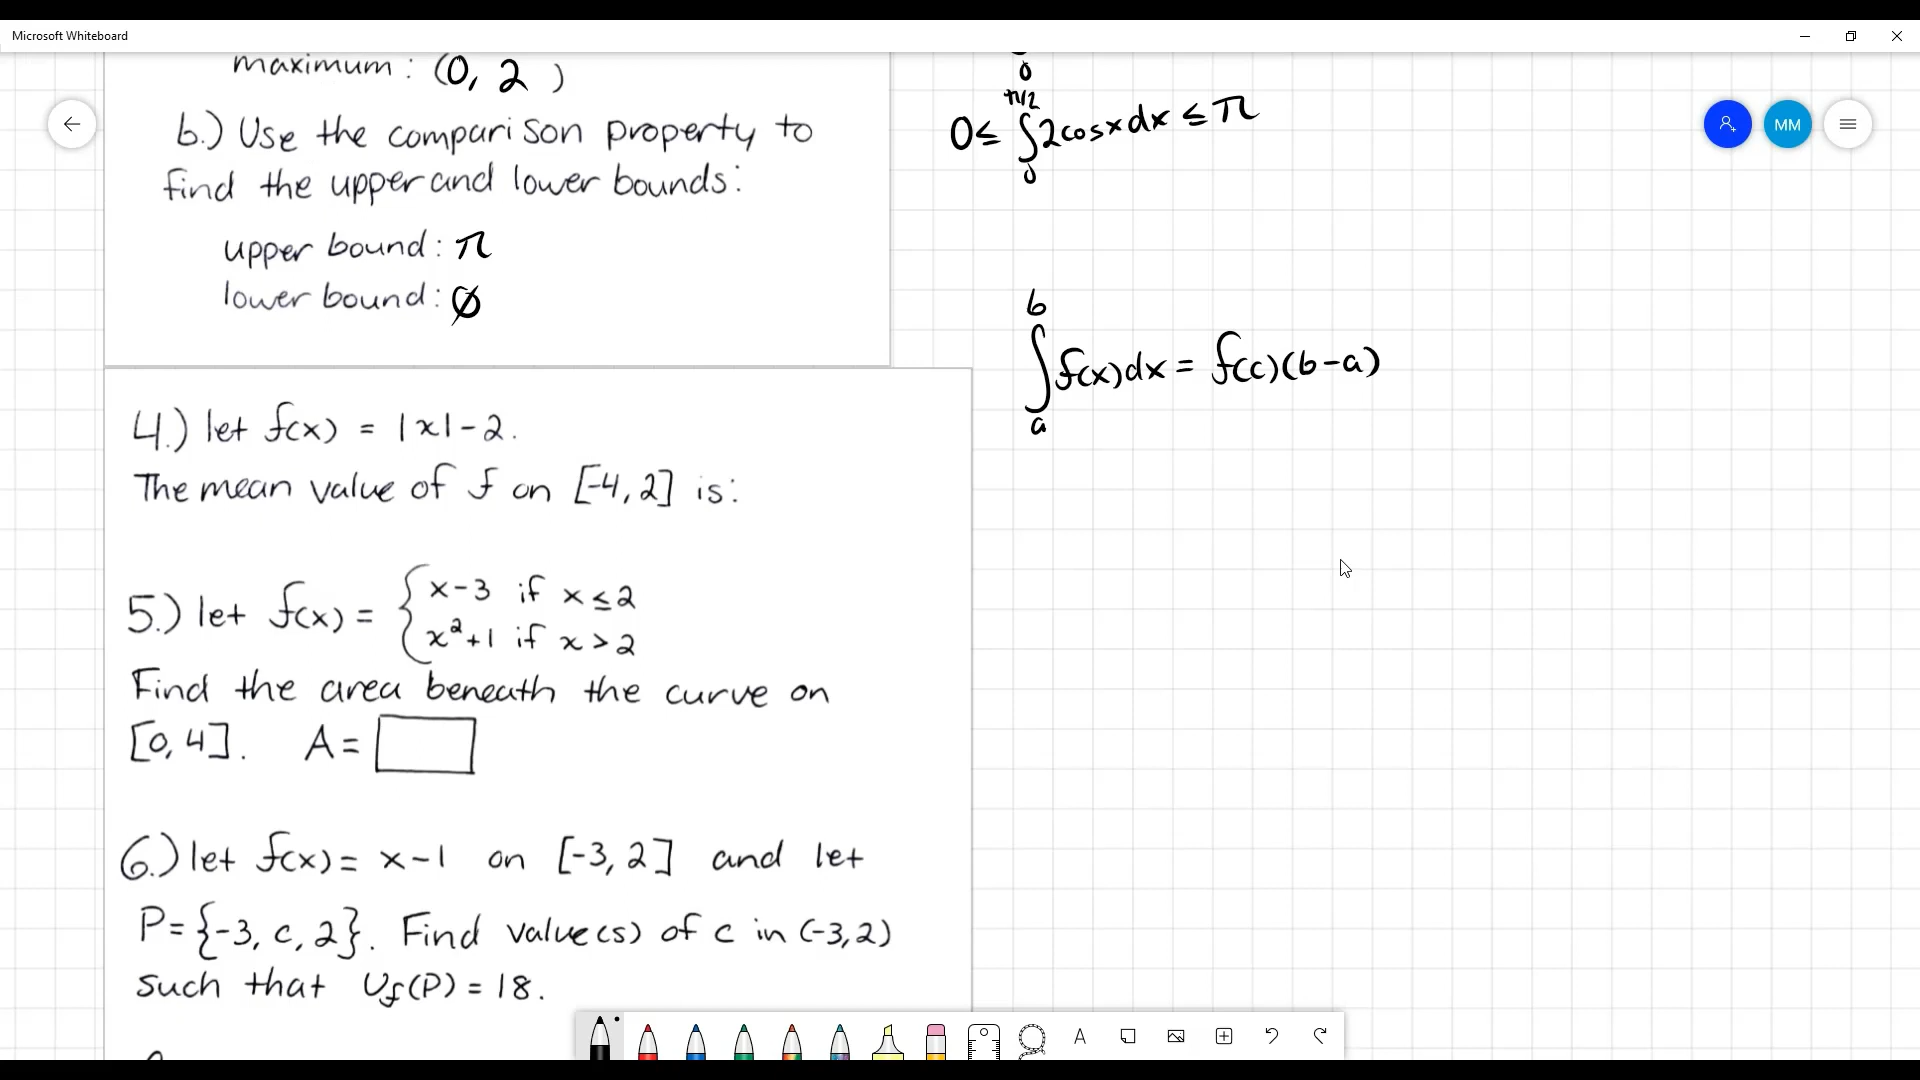 Microsoft Whiteboard
maximum : (0, 2 )
b.) Use the comparison property to
find the upper and lower bounds:
upper bound: π
lower bound: ∅
0
0 ≤ ∫₀^{π/2} 2cosx dx ≤ π
MM
∫ₐᵇ f(x)dx = f(c)(b-a)
4.) let f(x) = |x|-2.
The mean value of f on [-4, 2] is:
5.) let f(x) = { x-3 if x ≤ 2
x²+1 if x > 2
Find the area beneath the curve on
[0, 4]. A =
6.) let f(x) = x-1 on [-3, 2] and let
P = {-3, c, 2}. Find value(s) of c in (-3,2)
such that U_f(P) = 18.
A